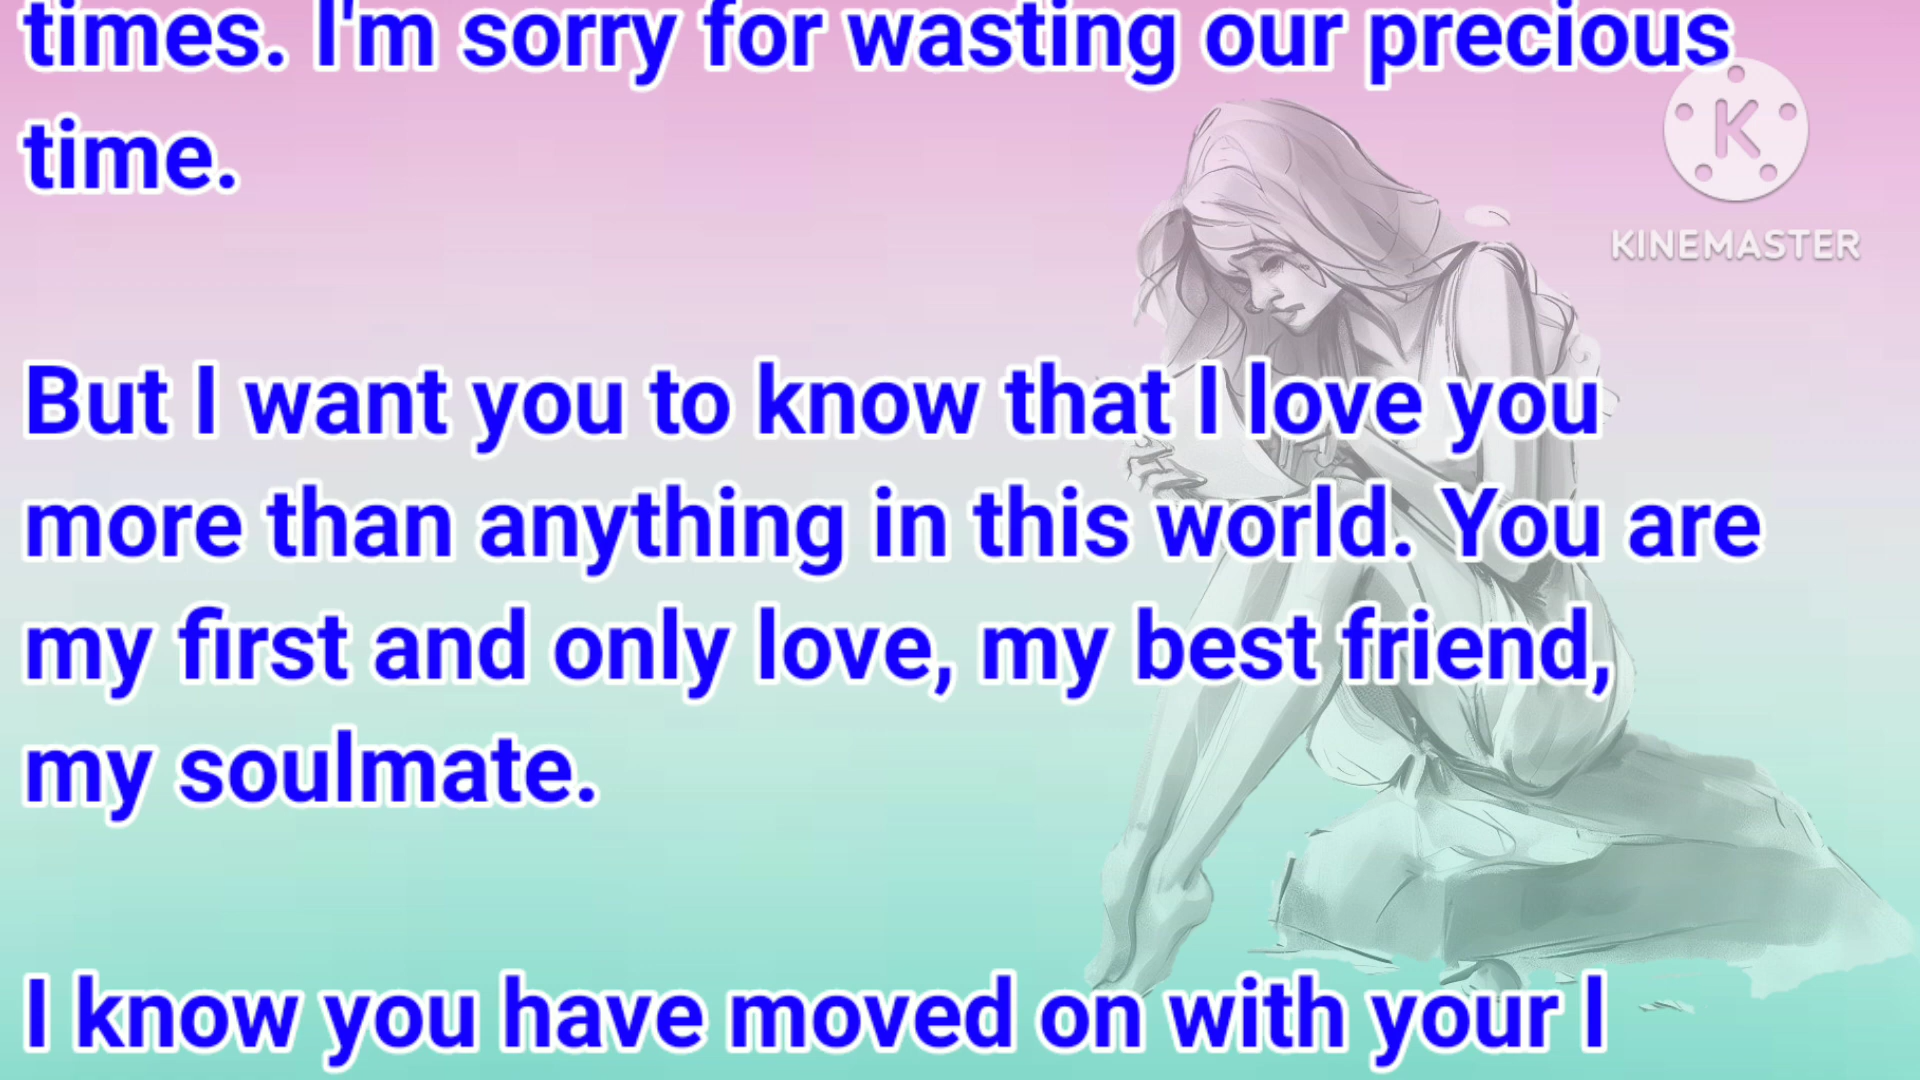 times. I'm sorry for wasting our precious
time.
But I want you to know that I love you
more than anything in this world. You are
my first and only love, my best friend,
my soulmate.
I know you have moved on with your l
K
KINEMASTER